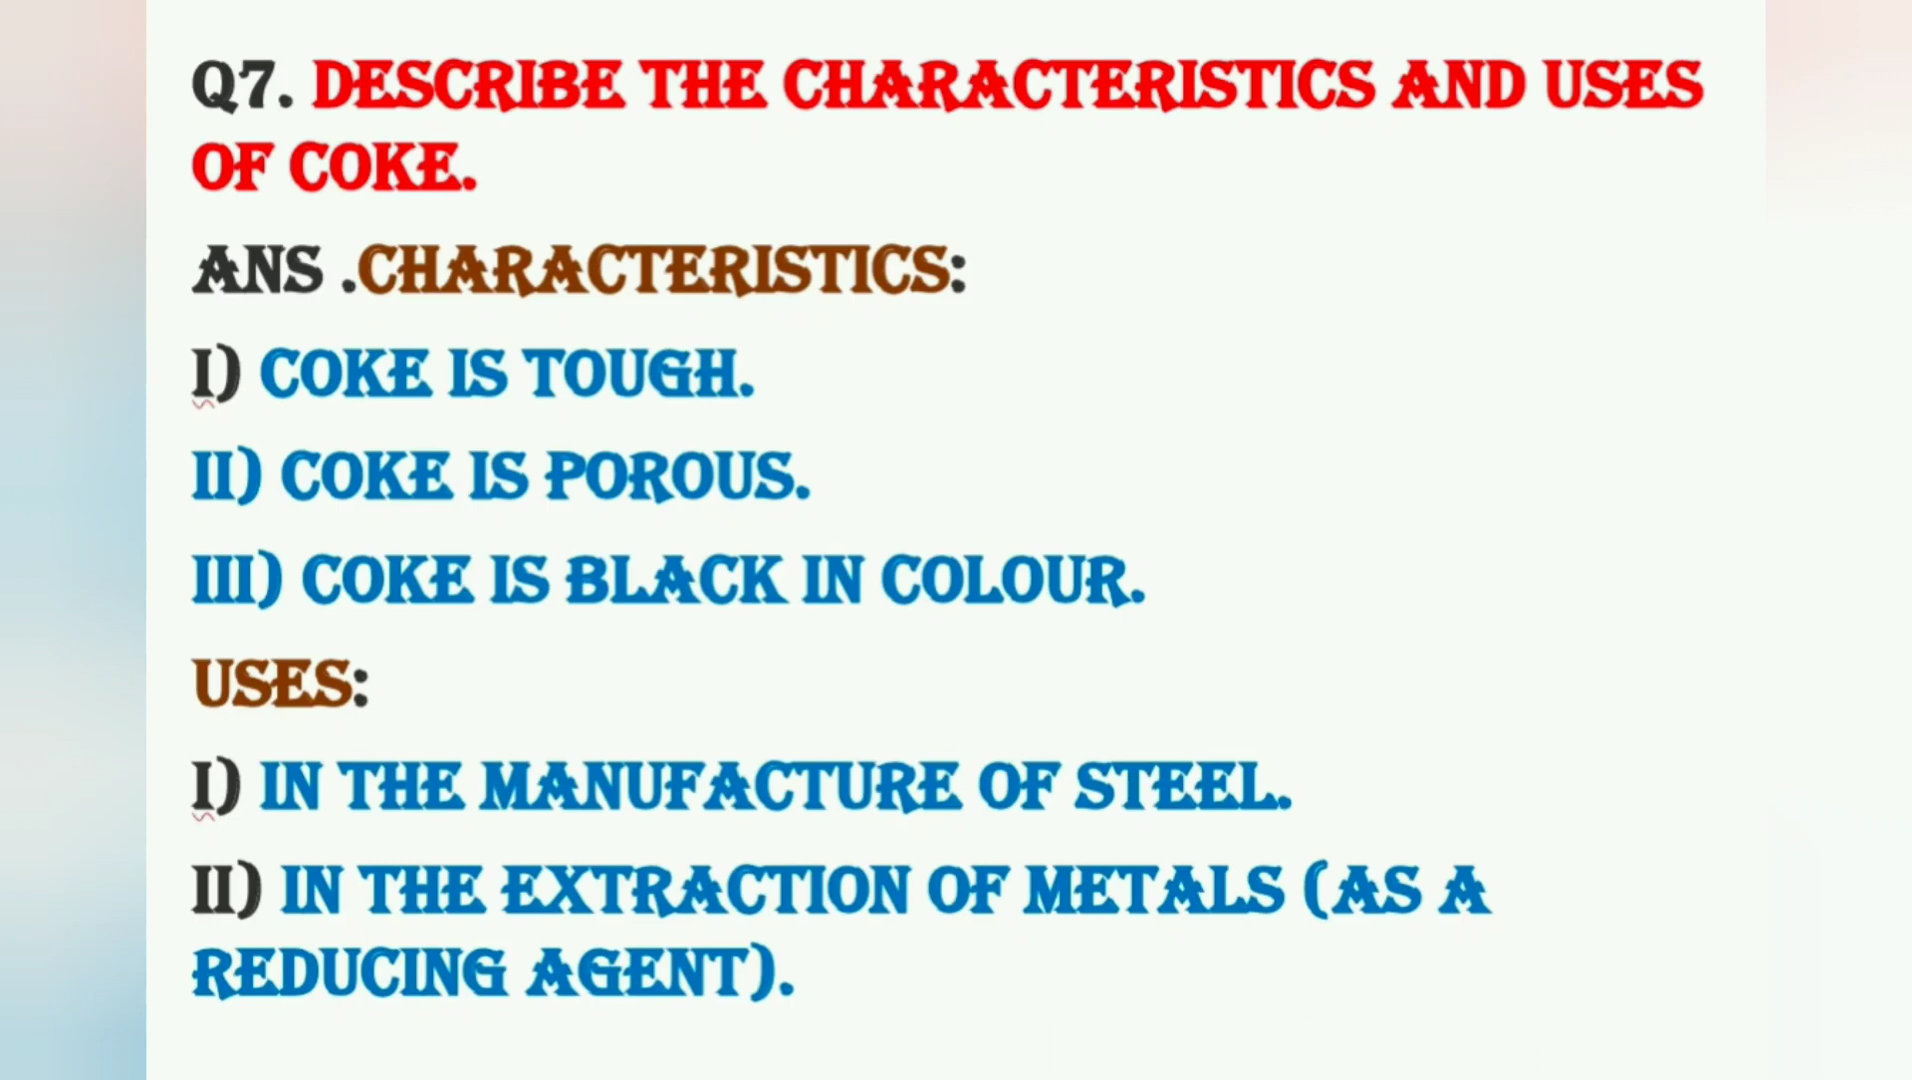 Q7. DESCRIBE THE CHARACTERISTICS AND USES
OF COKE.
ANS .CHARACTERISTICS:
I) COKE IS TOUGH.
II) COKE IS POROUS.
III) COKE IS BLACK IN COLOUR.
USES:
I) IN THE MANUFACTURE OF STEEL.
II) IN THE EXTRACTION OF METALS (AS A
REDUCING AGENT).